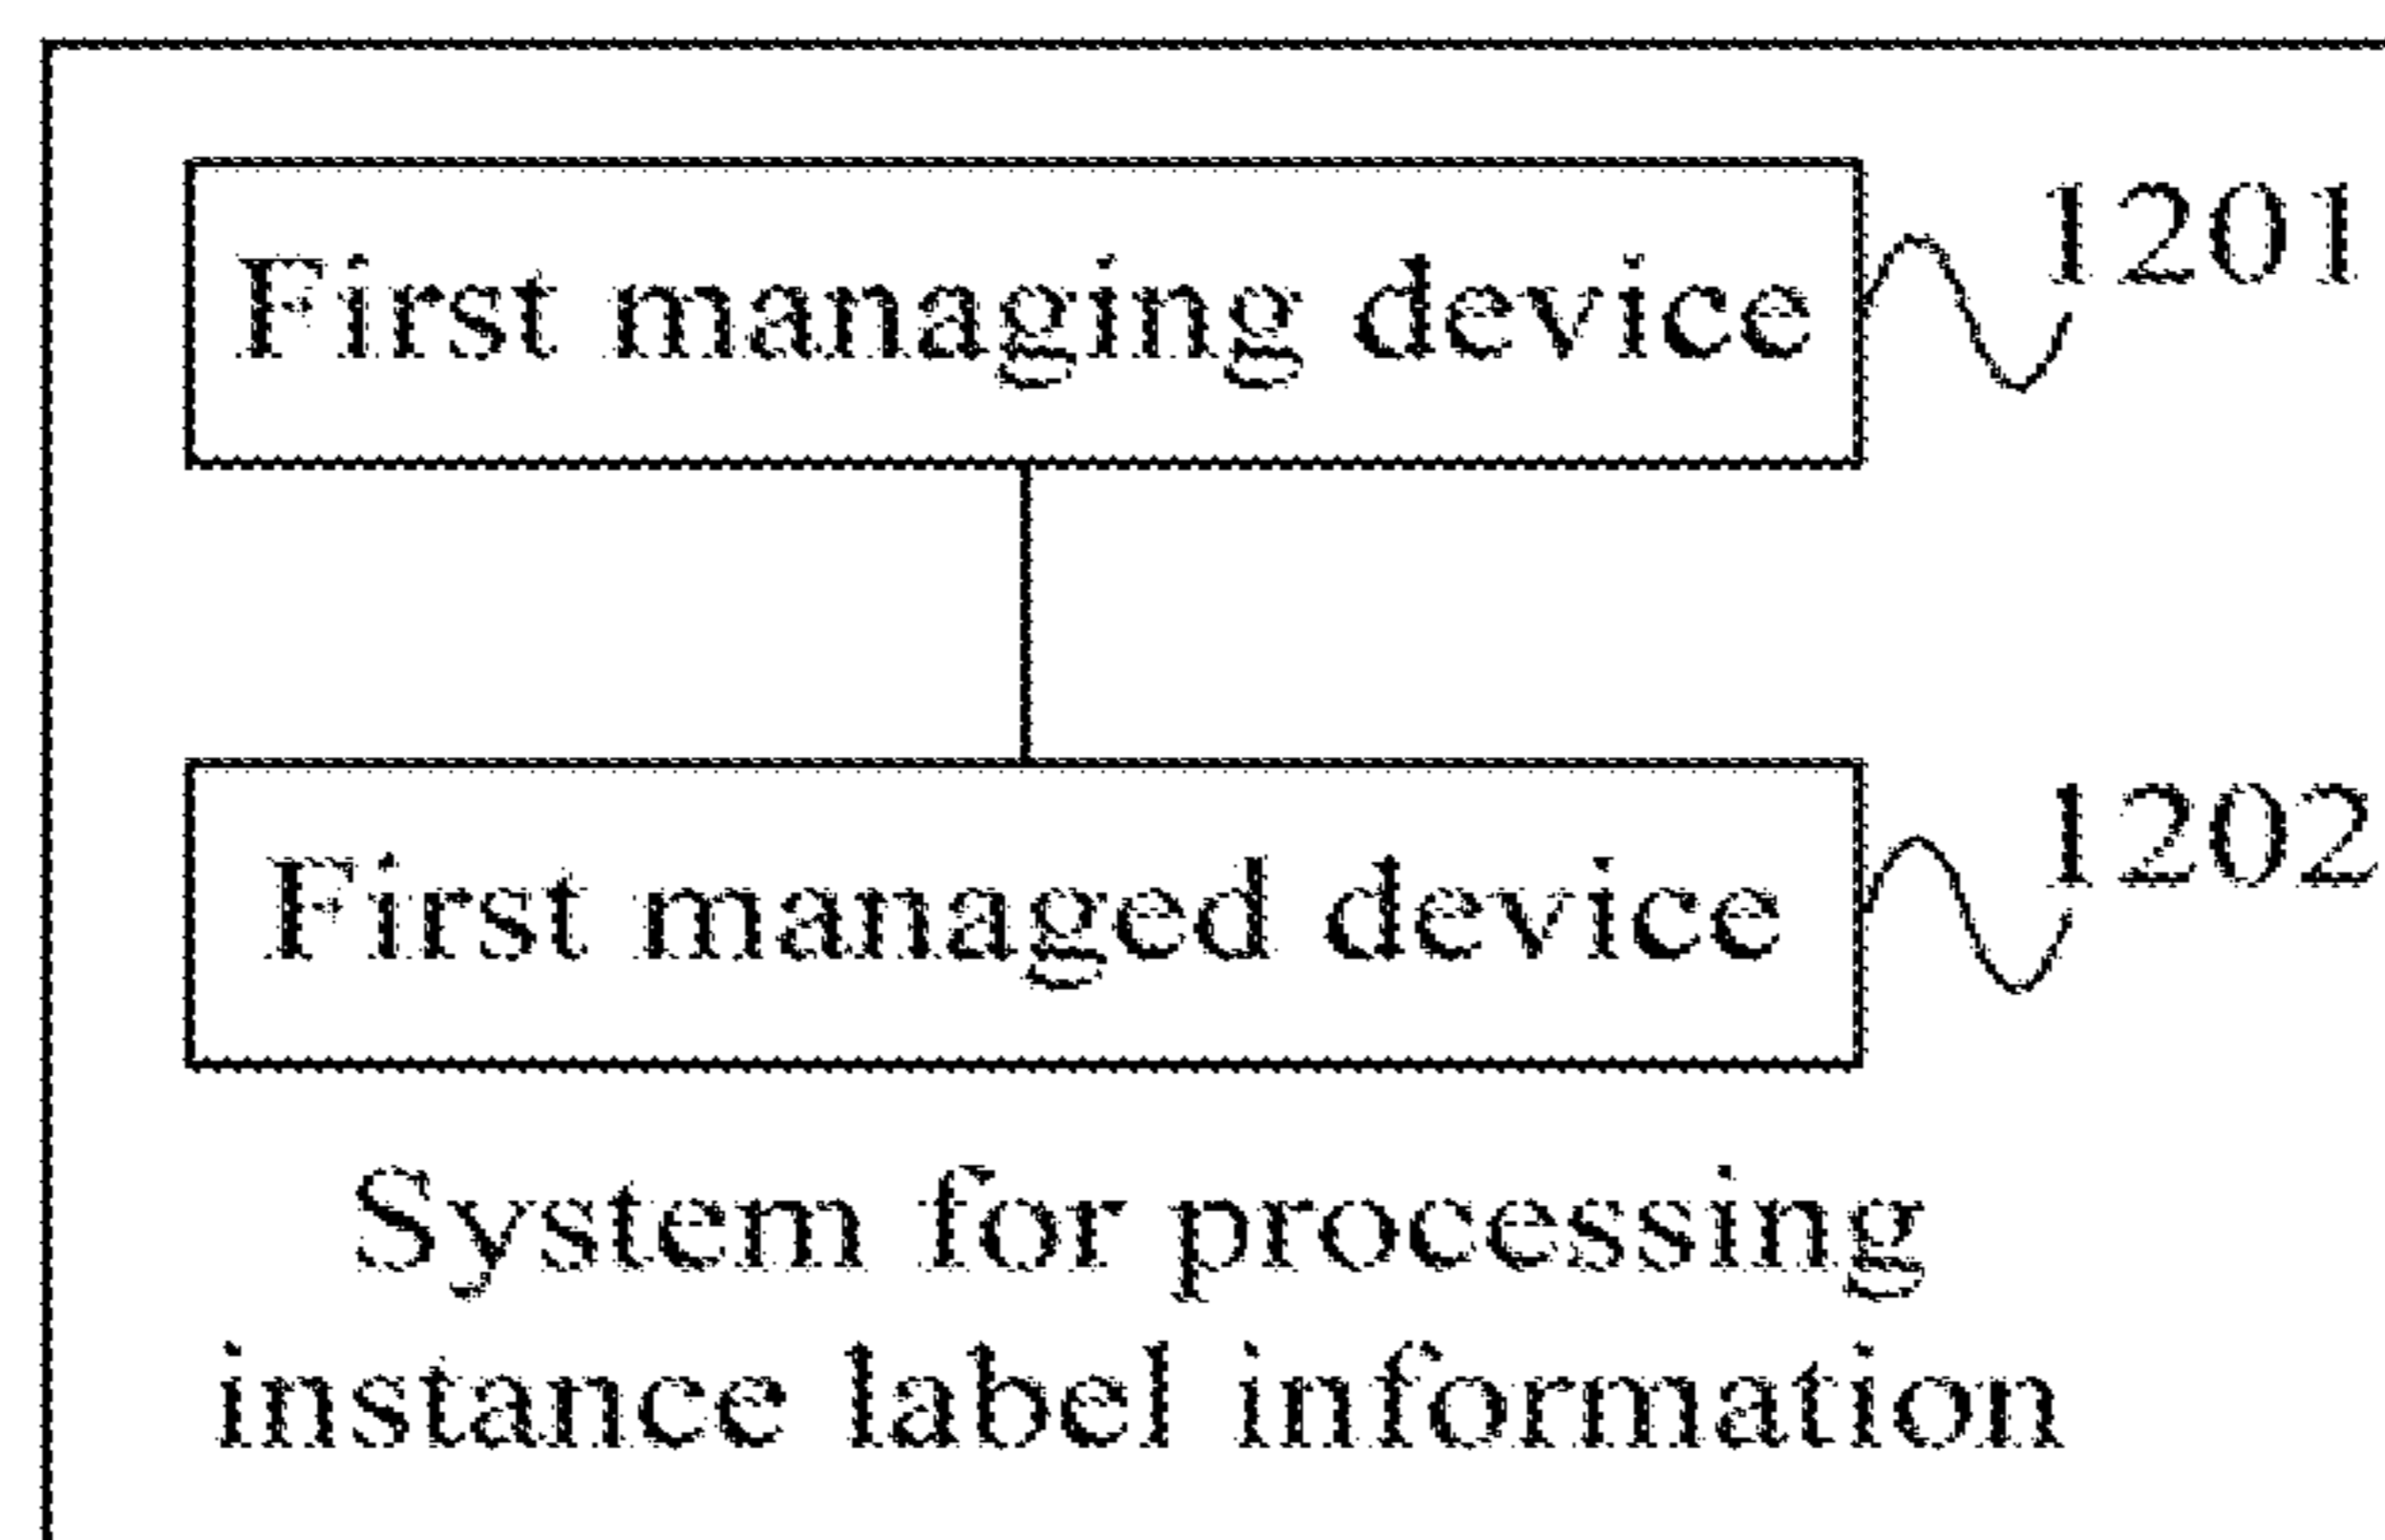 1201
First managing device
1202
First managed device
System for processing
instance label information